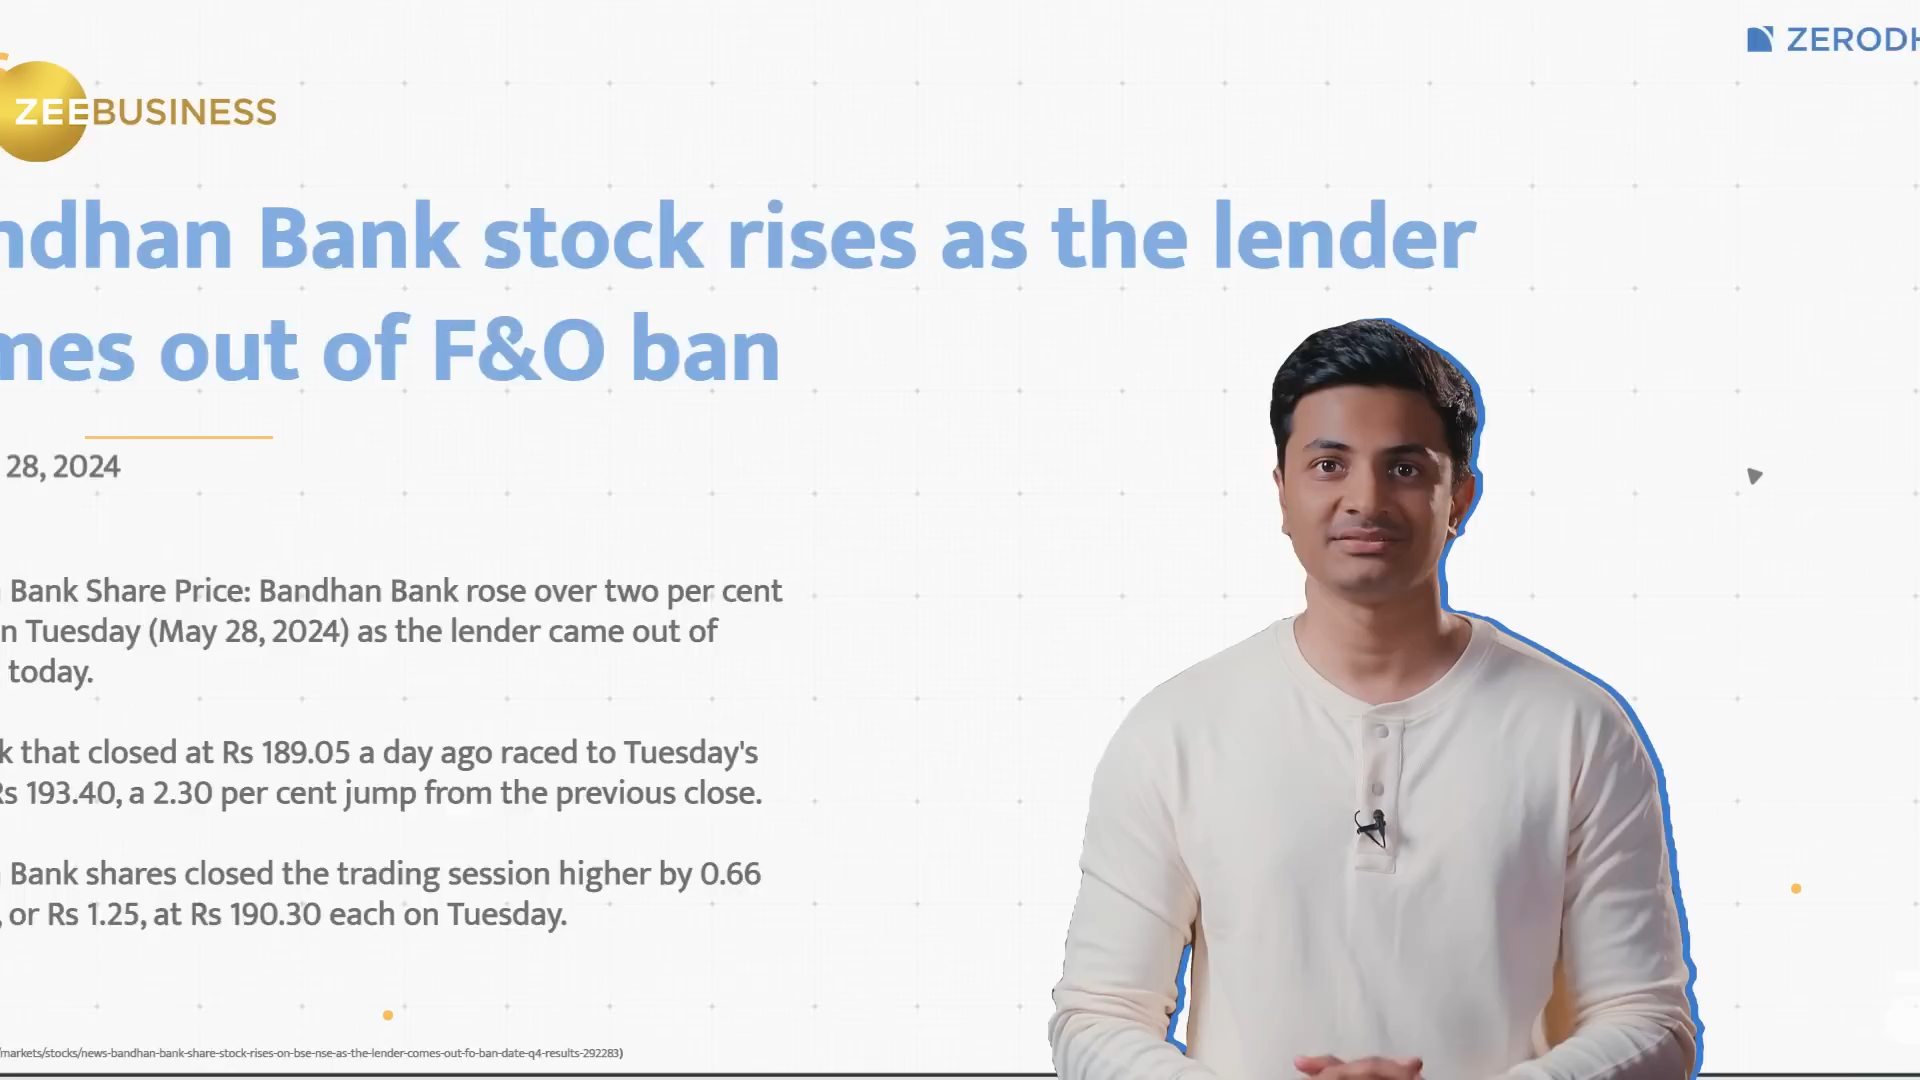 ZERODH
ZEEBUSINESS
ndhan Bank stock rises as the lender
mes out of F&O ban
28, 2024
Bank Share Price: Bandhan Bank rose over two per cent
n Tuesday (May 28, 2024) as the lender came out of
today.
k that closed at Rs 189.05 a day ago raced to Tuesday's
Rs 193.40, a 2.30 per cent jump from the previous close.
Bank shares closed the trading session higher by 0.66
, or Rs 1.25, at Rs 190.30 each on Tuesday.
/markets/stocks/news-bandhan-bank-share-stock-rises-on-bse-nse-as-the-lender-comes-out-fo-ban-date-q4-results-292283)